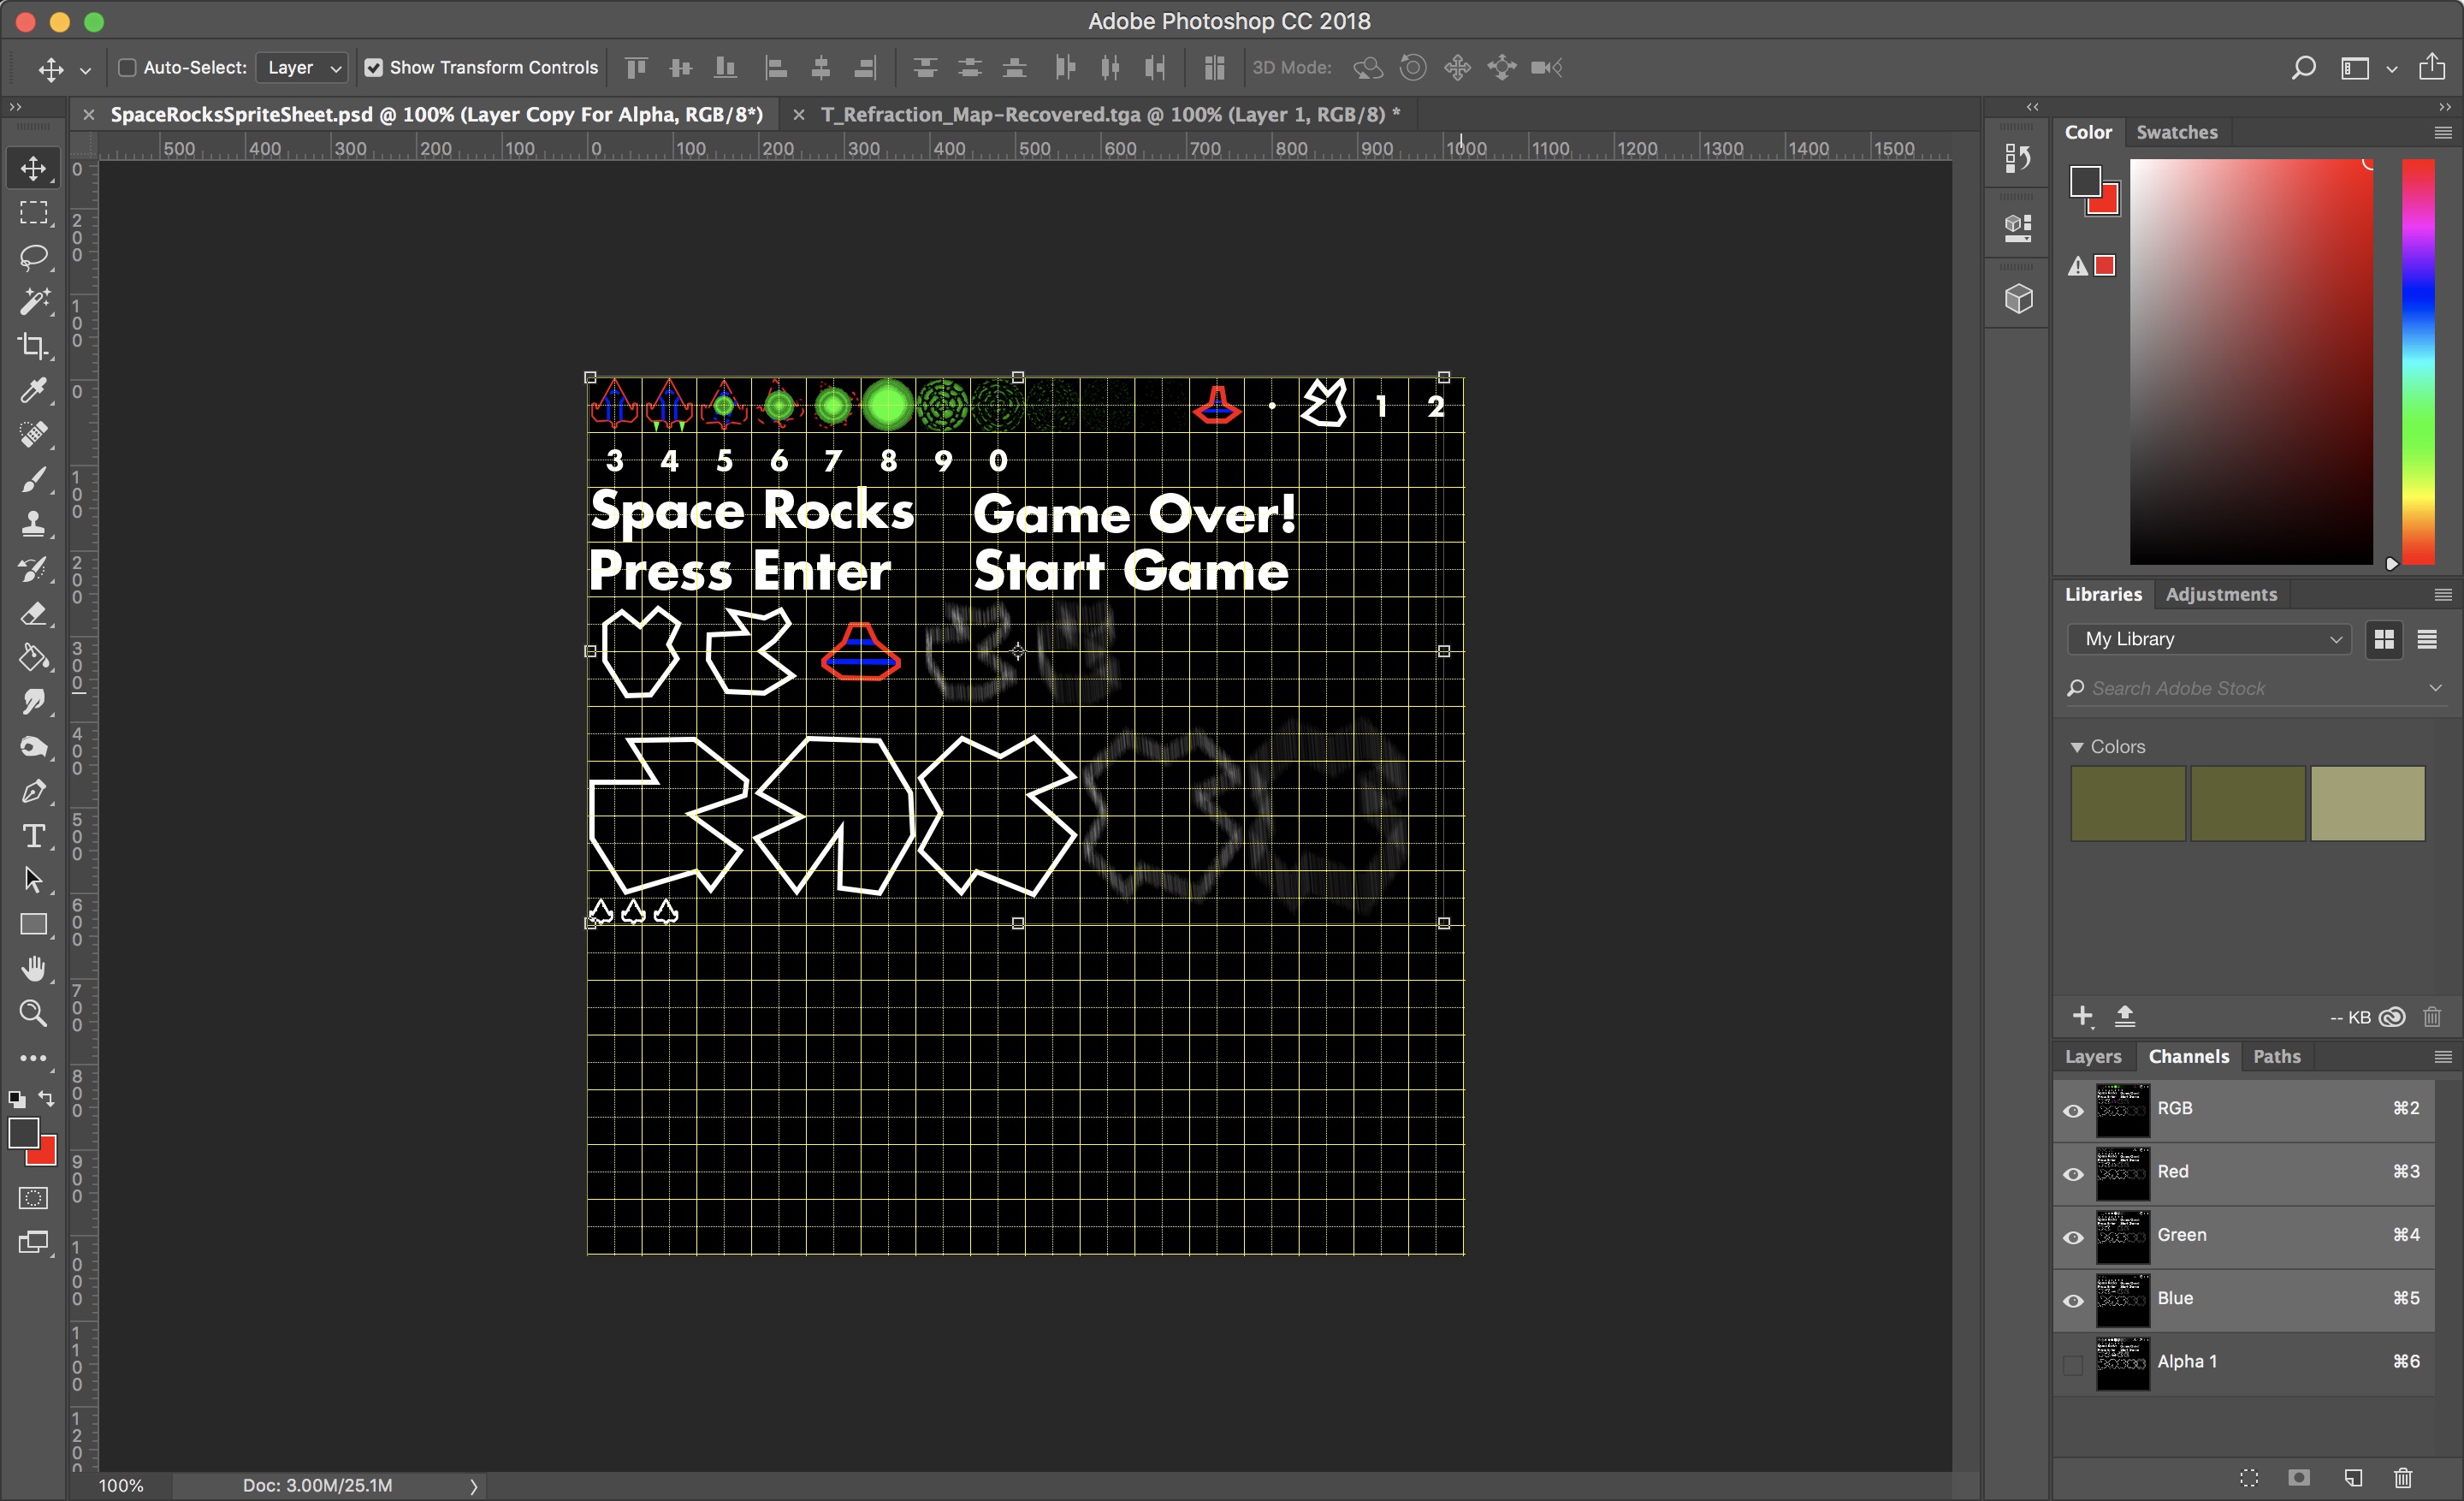 Adobe Photoshop CC 2018
Auto-Select: Layer Show Transform Controls 3D Mode:
SpaceRocksSpriteSheet.psd @ 100% (Layer Copy For Alpha, RGB/8*) T_Refraction_Map-Recovered.tga @ 100% (Layer 1, RGB/8) *
500 400 300 200 100 0 100 200 300 400 500 600 700 800 900 1000 1100 1200 1300 1400 1500
0
200
100
0
100
200
300
400
500
600
700
800
900
1000
1100
1200
1 2
3 4 5 6 7 8 9 0
Space Rocks Game Over!
Press Enter Start Game
100% Doc: 3.00M/25.1M
Color Swatches
Libraries Adjustments
My Library
Search Adobe Stock
Colors
-- KB
Layers Channels Paths
RGB ⌘2
Red ⌘3
Green ⌘4
Blue ⌘5
Alpha 1 ⌘6